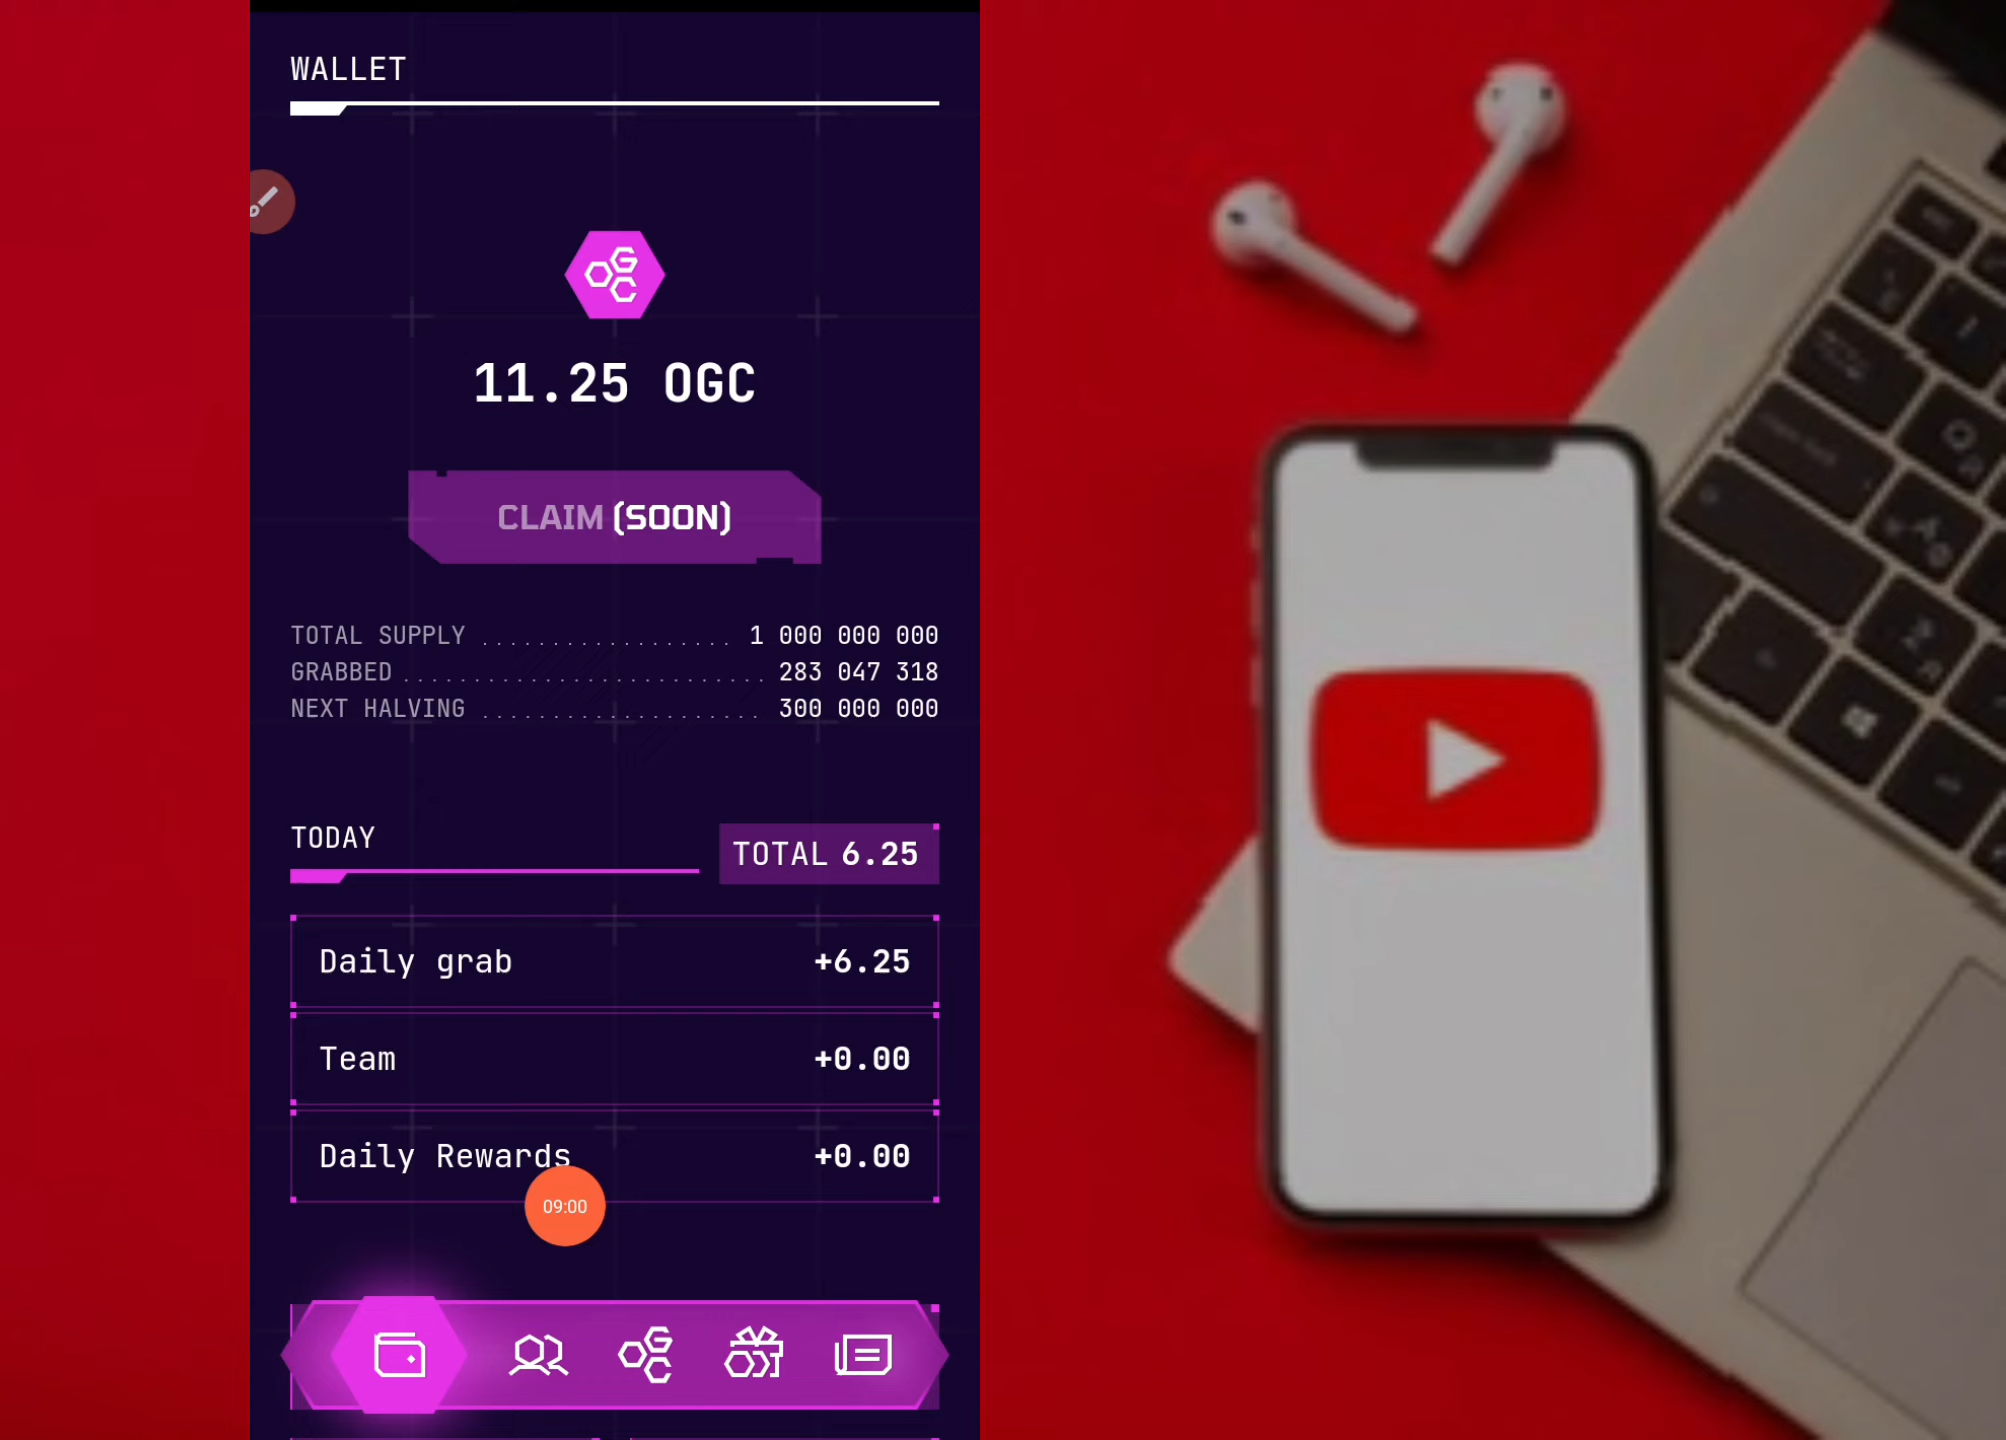 WALLET
11.25 OGC
CLAIM (SOON)
TOTAL SUPPLY .................. 1 000 000 000
GRABBED ......................... 283 047 318
NEXT HALVING ................... 300 000 000
TODAY
TOTAL 6.25
Daily grab +6.25
Team +0.00
Daily Rewards +0.00
09:00